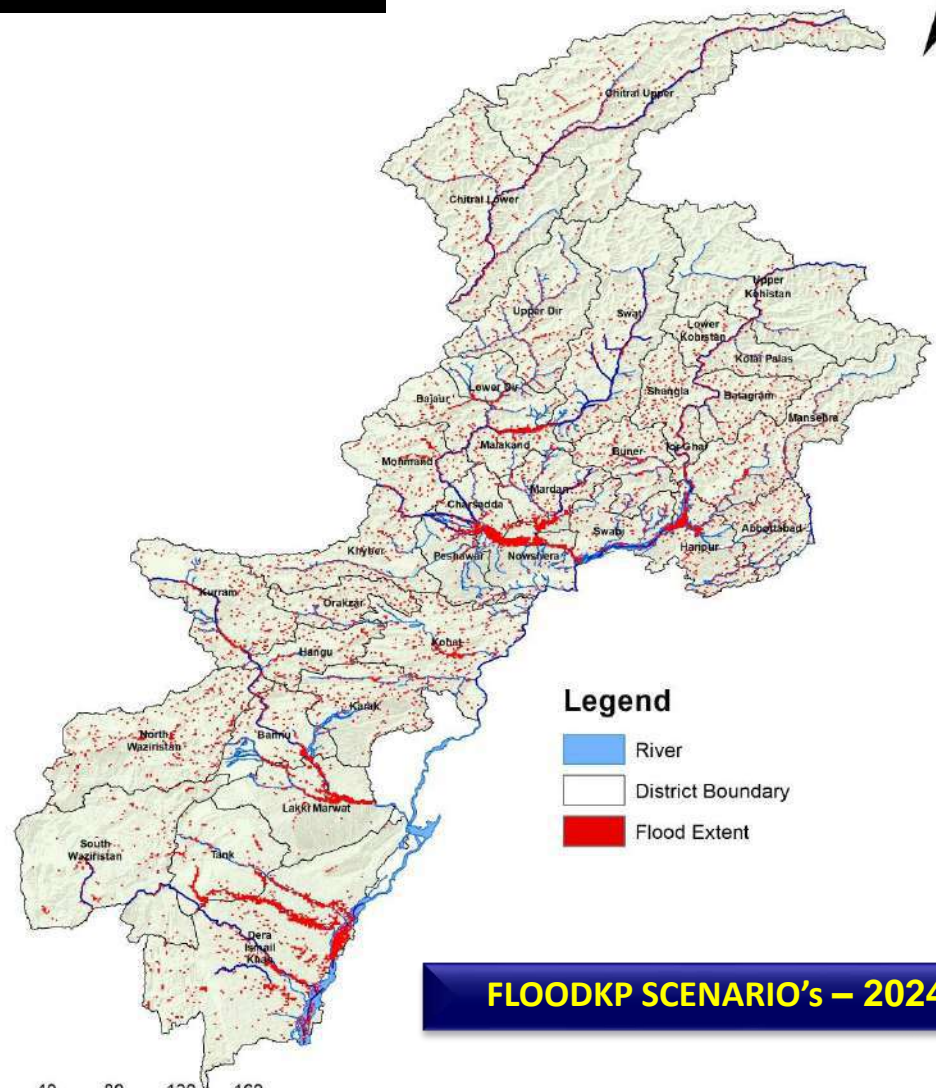 Chitral Upper
Chitral Lower
Upper
Kohistan
Upper Dir
Swat
Lower
Kohistan
Kolai Palas
Lower Dir
Shangla
Bajaur
Batagram
Mansehra
Malakand
Mohmand
Buner
Tor Ghar
Mardan
Charsadda
Swabi
Abbottabad
Khyber
Peshawar
Nowshera
Haripur
Kurram
Orakzai
Kohat
Hangu
Karak
North
Waziristan
Bannu
Lakki Marwat
South
Waziristan
Tank
Dera
Ismail
Khan
Legend
River
District Boundary
Flood Extent
FLOODKP SCENARIO's – 2024